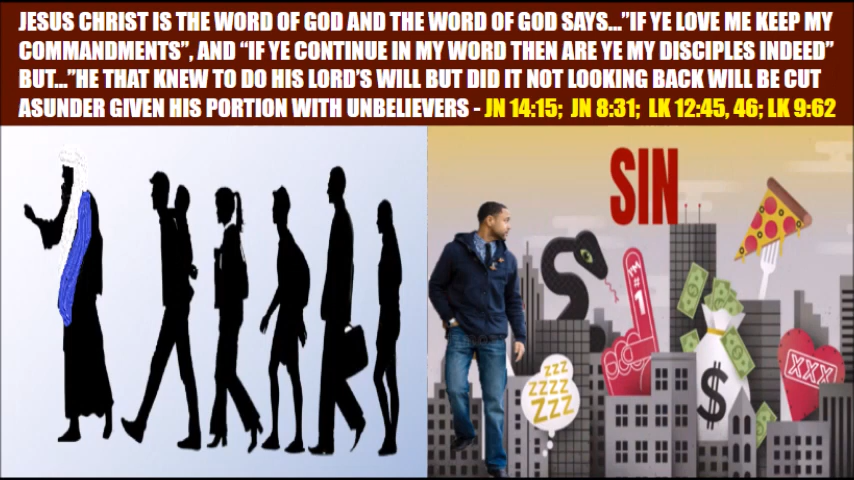 JESUS CHRIST IS THE WORD OF GOD AND THE WORD OF GOD SAYS...”IF YE LOVE ME KEEP MY
COMMANDMENTS”, AND “IF YE CONTINUE IN MY WORD THEN ARE YE MY DISCIPLES INDEED”
BUT...”HE THAT KNEW TO DO HIS LORD’S WILL BUT DID IT NOT LOOKING BACK WILL BE CUT
ASUNDER GIVEN HIS PORTION WITH UNBELIEVERS - JN 14:15; JN 8:31; LK 12:45, 46; LK 9:62
SIN
#1
XXX
zzz
zzzz
zzz
$